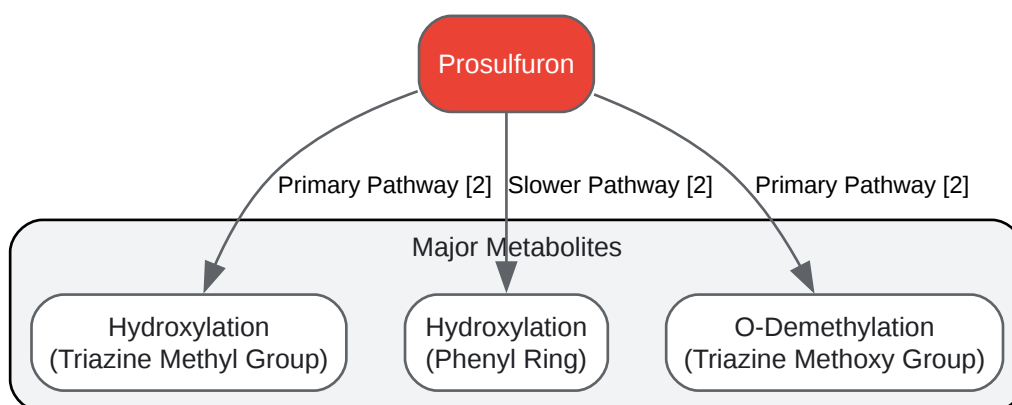 Prosulfuron
Primary Pathway [2]
Slower Pathway [2]
Primary Pathway [2]
Major Metabolites
Hydroxylation
(Triazine Methyl Group)
Hydroxylation
(Phenyl Ring)
O-Demethylation
(Triazine Methoxy Group)